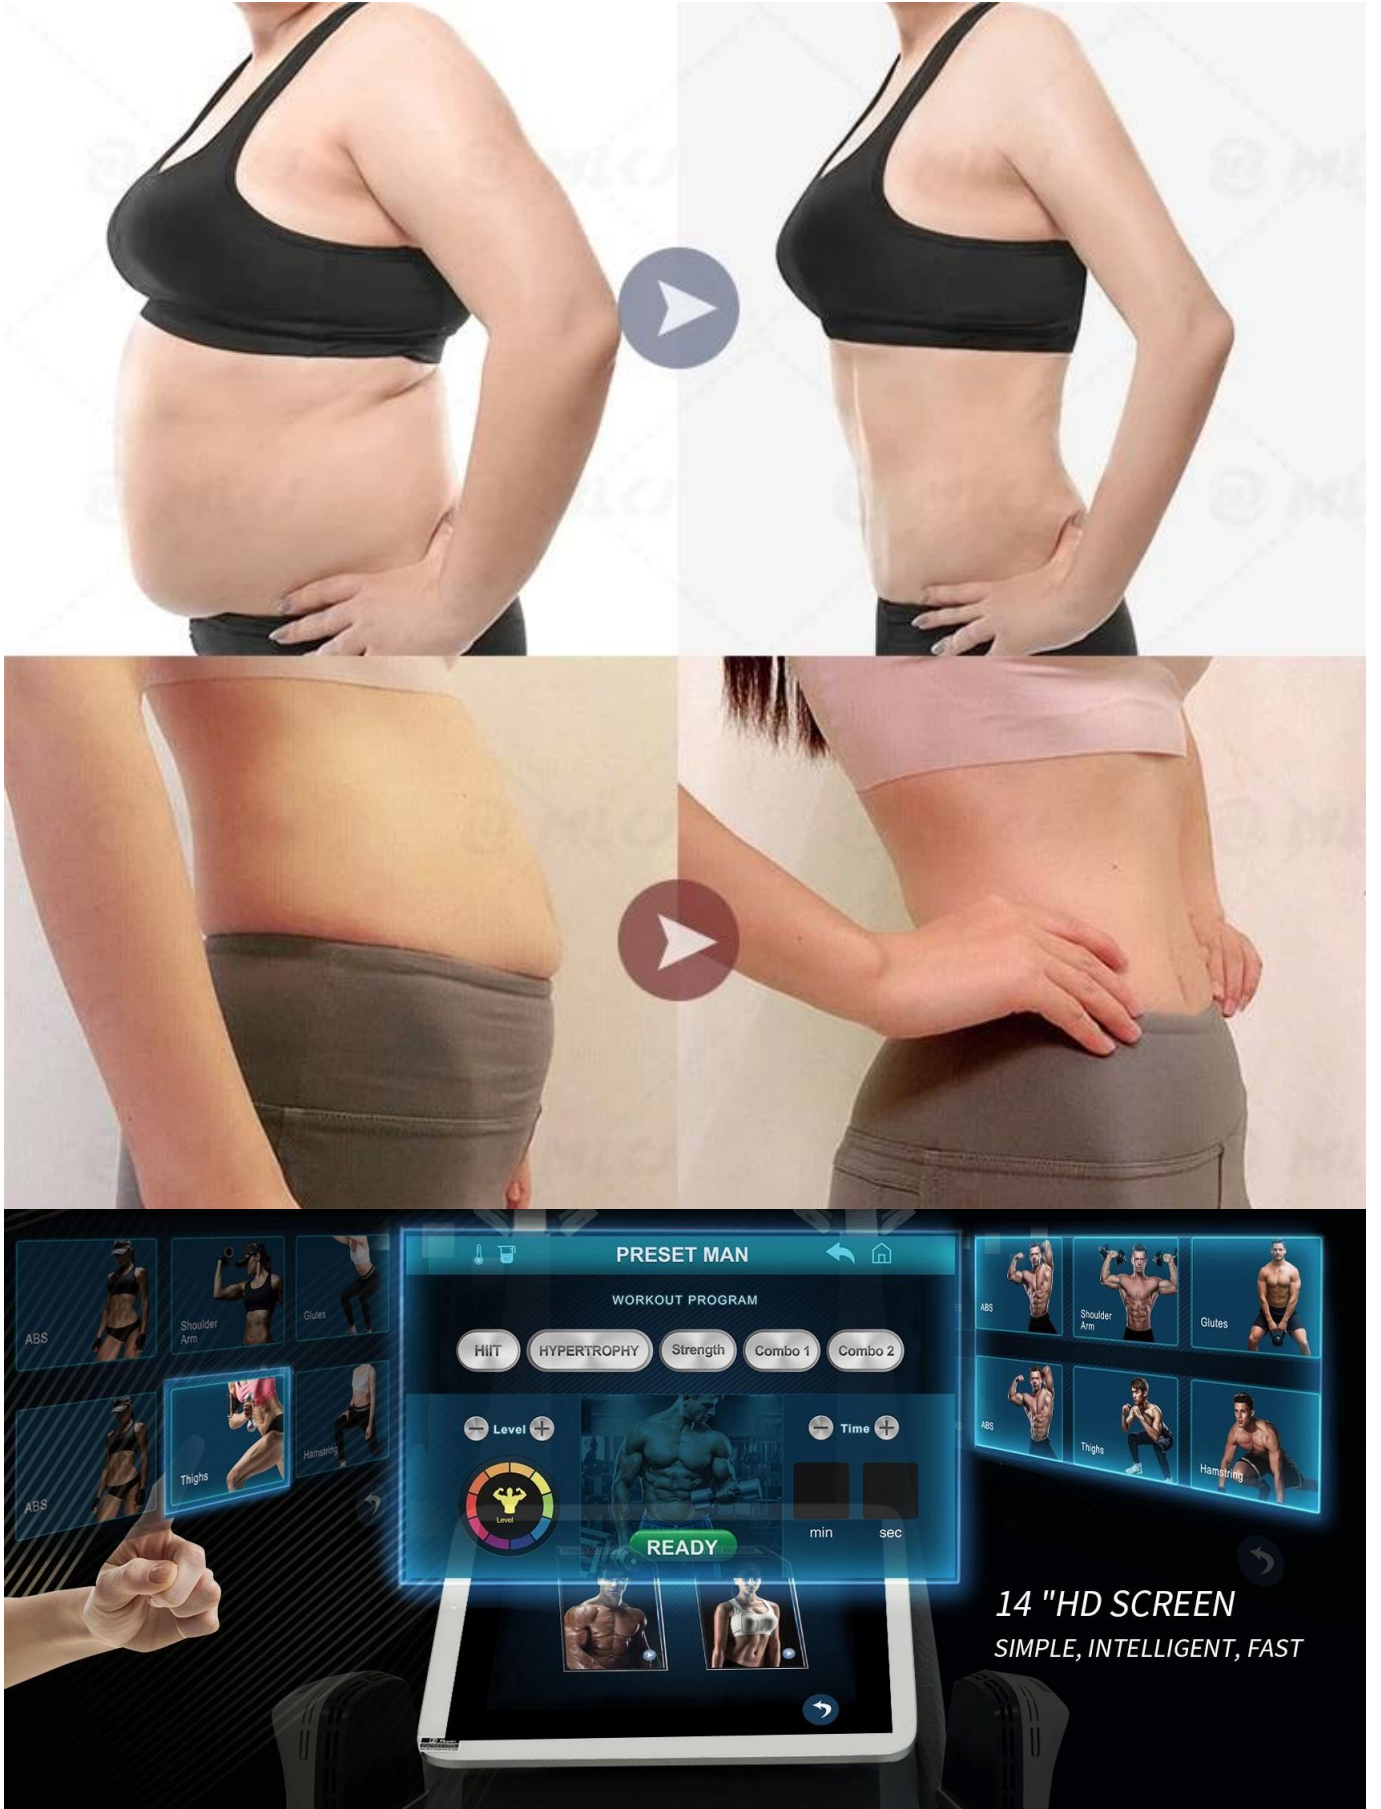 PRESET MAN
WORKOUT PROGRAM
HIIT
HYPERTROPHY
Strength
Combo 1
Combo 2
Level
Level
Time
min
sec
READY
ABS
Shoulder
Arm
Glutes
ABS
Thighs
Hamstring
ABS
Shoulder
Arm
Glutes
ABS
Thighs
Hamstring
14 "HD SCREEN
SIMPLE, INTELLIGENT, FAST